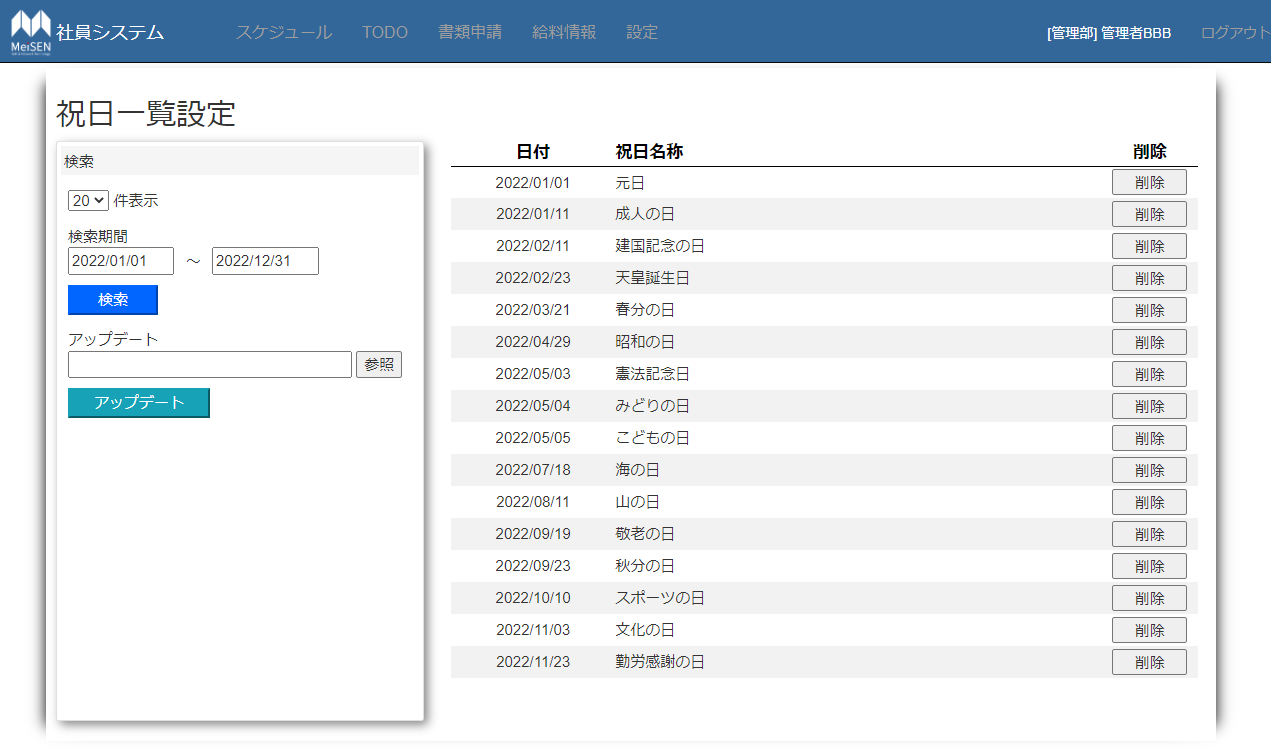 MeiSEN
社員システム スケジュール TODO 書類申請 給料情報 設定 [管理部] 管理者BBB ログアウト
祝日一覧設定
検索
20 件表示
検索期間
2022/01/01 ～ 2022/12/31
検索
アップデート
参照
アップデート
日付 祝日名称 削除
2022/01/01 元日 削除
2022/01/11 成人の日 削除
2022/02/11 建国記念の日 削除
2022/02/23 天皇誕生日 削除
2022/03/21 春分の日 削除
2022/04/29 昭和の日 削除
2022/05/03 憲法記念日 削除
2022/05/04 みどりの日 削除
2022/05/05 こどもの日 削除
2022/07/18 海の日 削除
2022/08/11 山の日 削除
2022/09/19 敬老の日 削除
2022/09/23 秋分の日 削除
2022/10/10 スポーツの日 削除
2022/11/03 文化の日 削除
2022/11/23 勤労感謝の日 削除